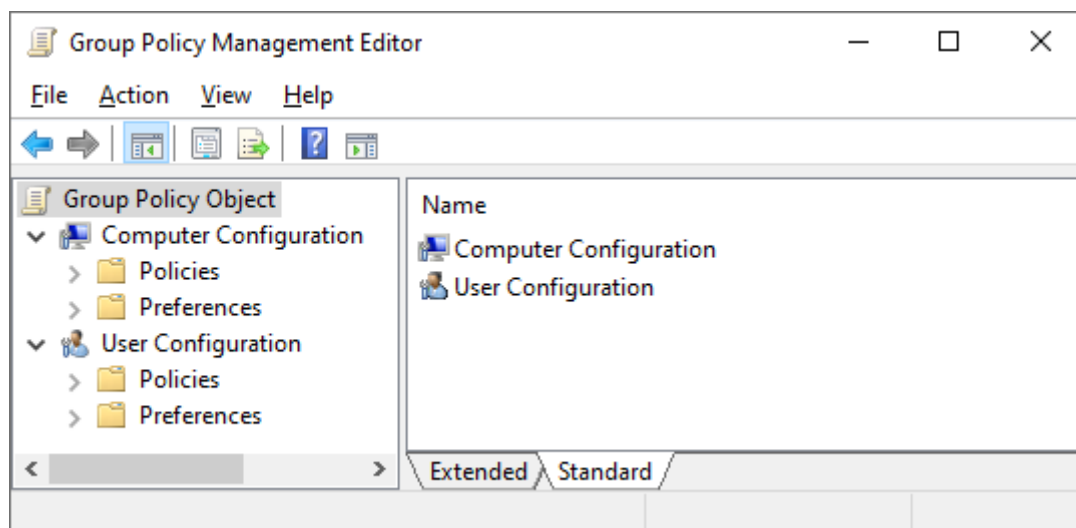 Group Policy Management Editor
File Action View Help
Group Policy Object
Computer Configuration
Policies
Preferences
User Configuration
Policies
Preferences
Name
Computer Configuration
User Configuration
Extended Standard